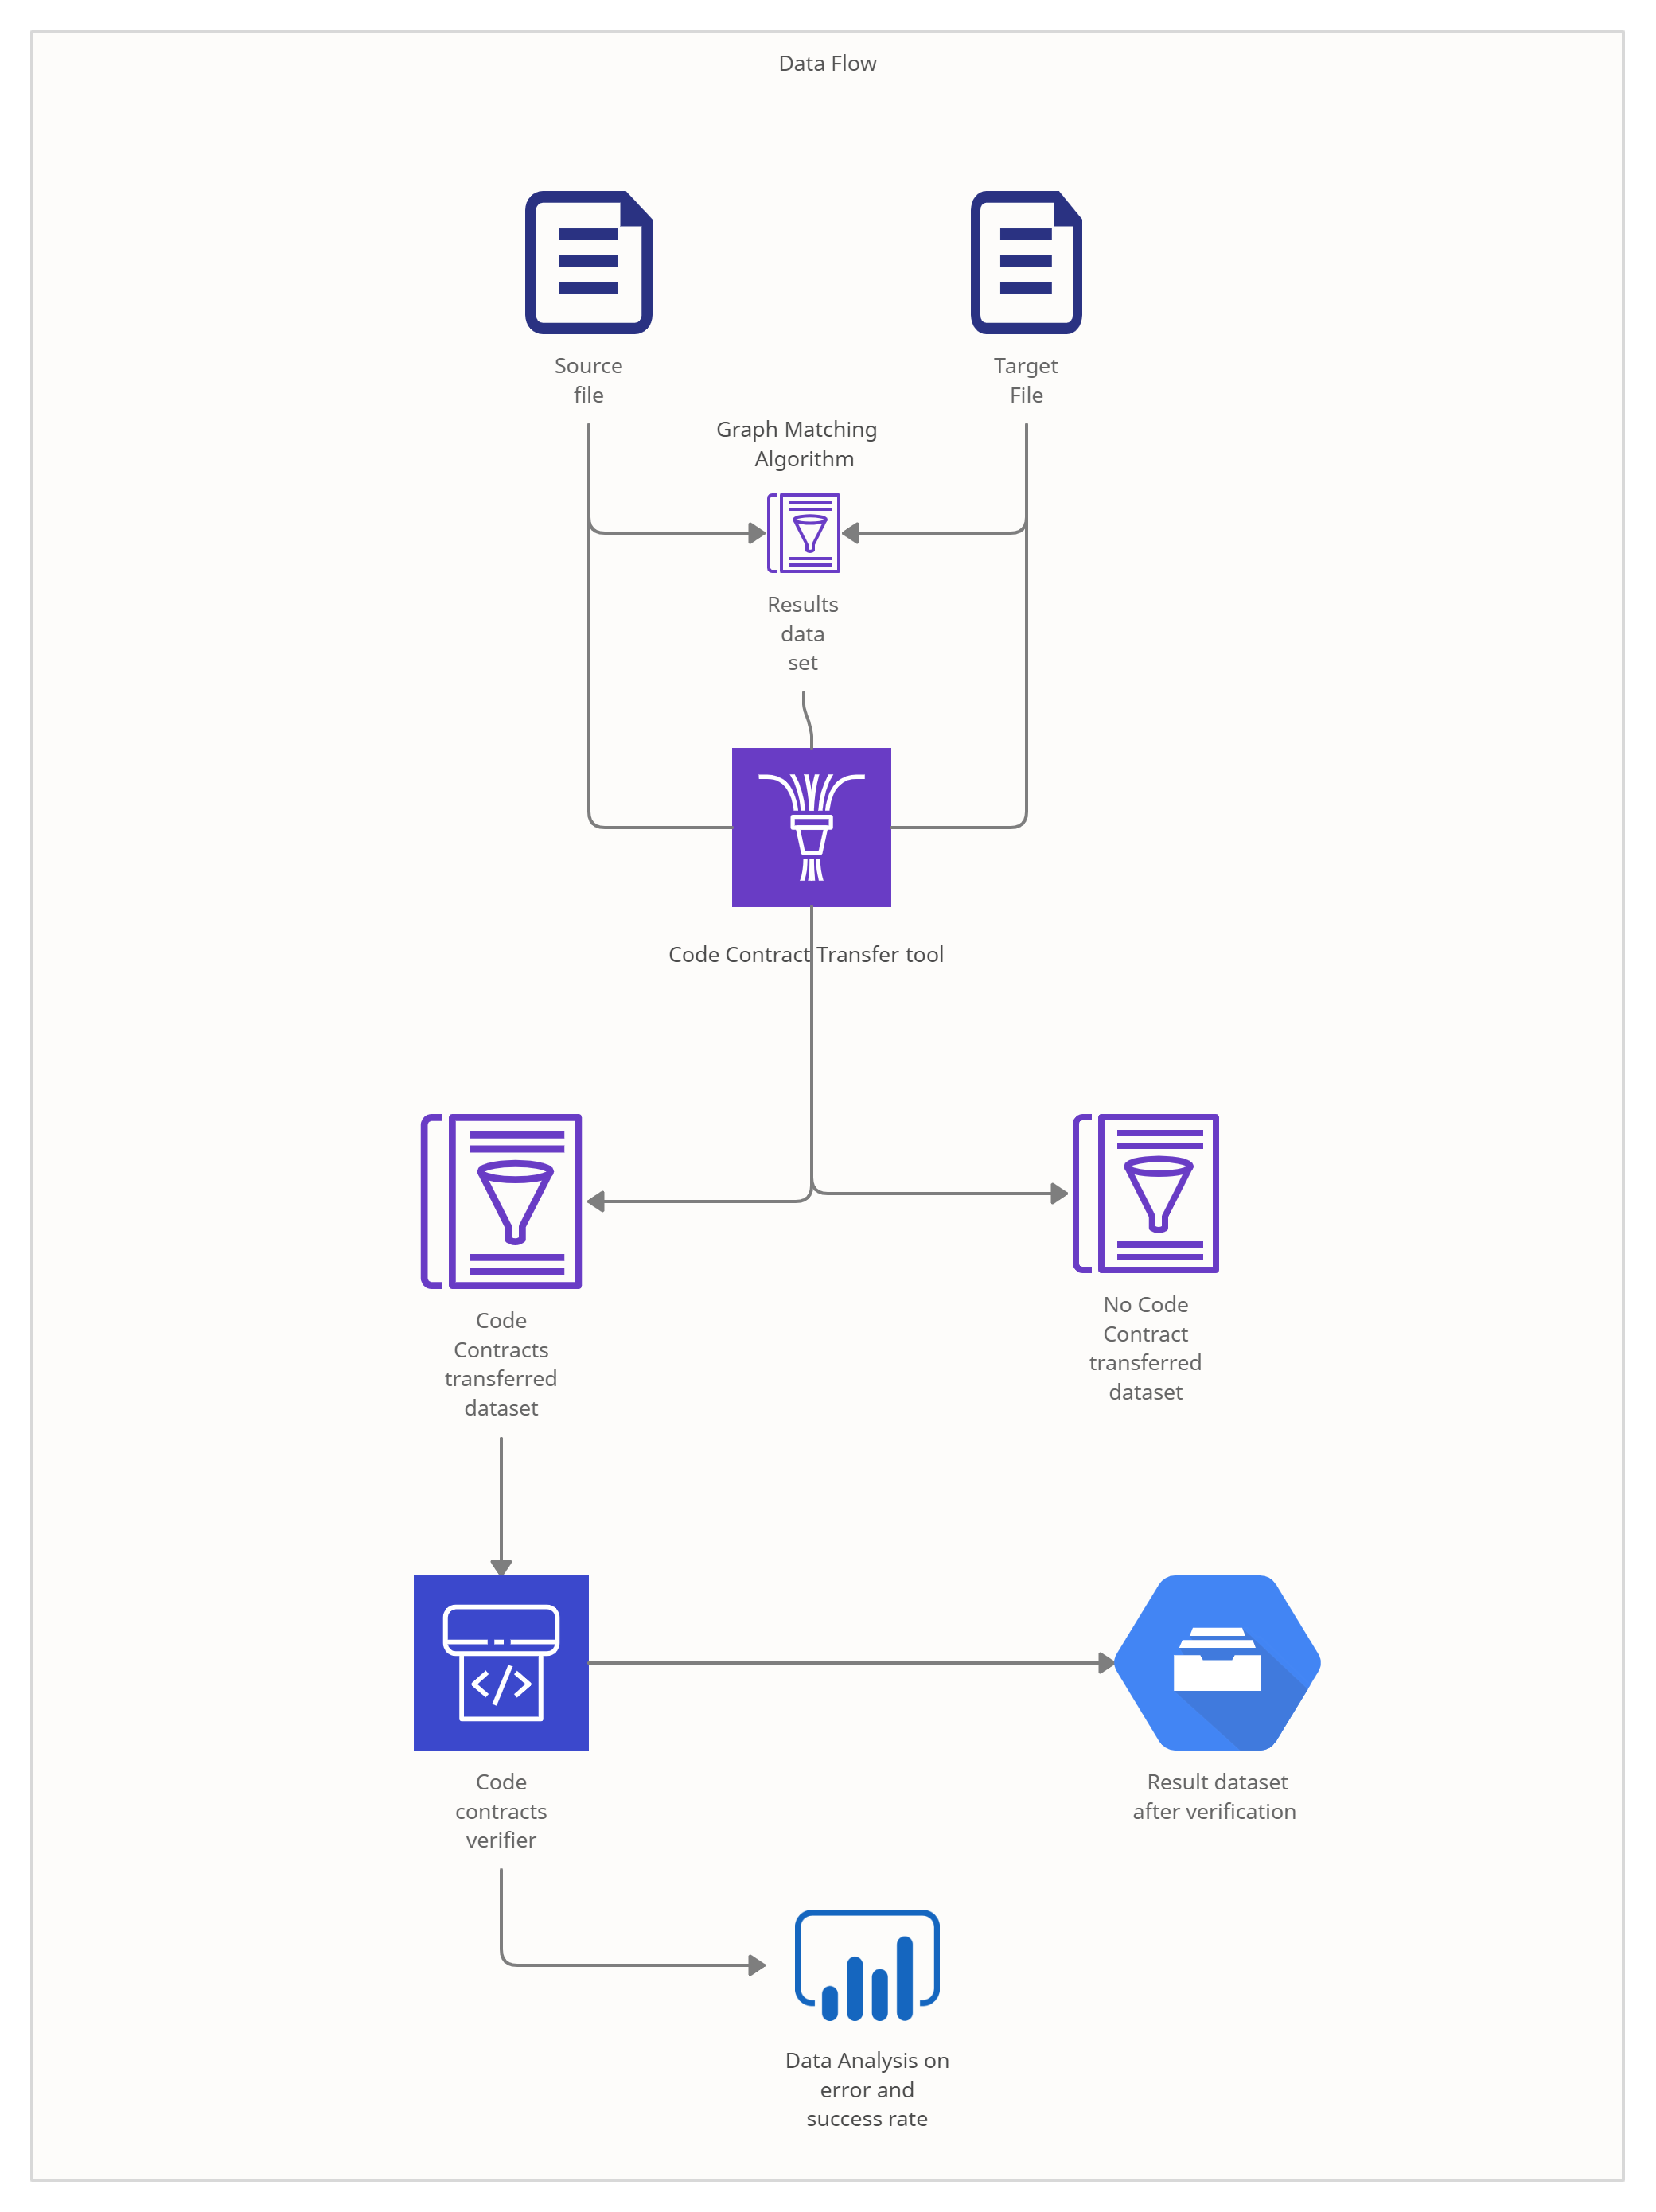 Data Flow
Source
file
Target
File
Graph Matching
Algorithm
Results
data
set
Code Contract Transfer tool
Code
Contracts
transferred
dataset
No Code
Contract
transferred
dataset
</>
Code
contracts
verifier
Result dataset
after verification
Data Analysis on
error and
success rate